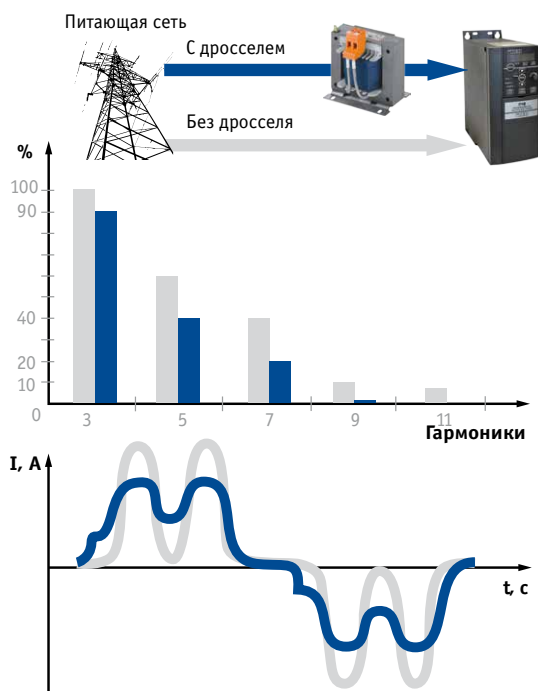 Питающая сеть
С дросселем
Без дросселя
%
100
90
40
20
10
0
3
5
7
9
11
Гармоники
I, A
t, c